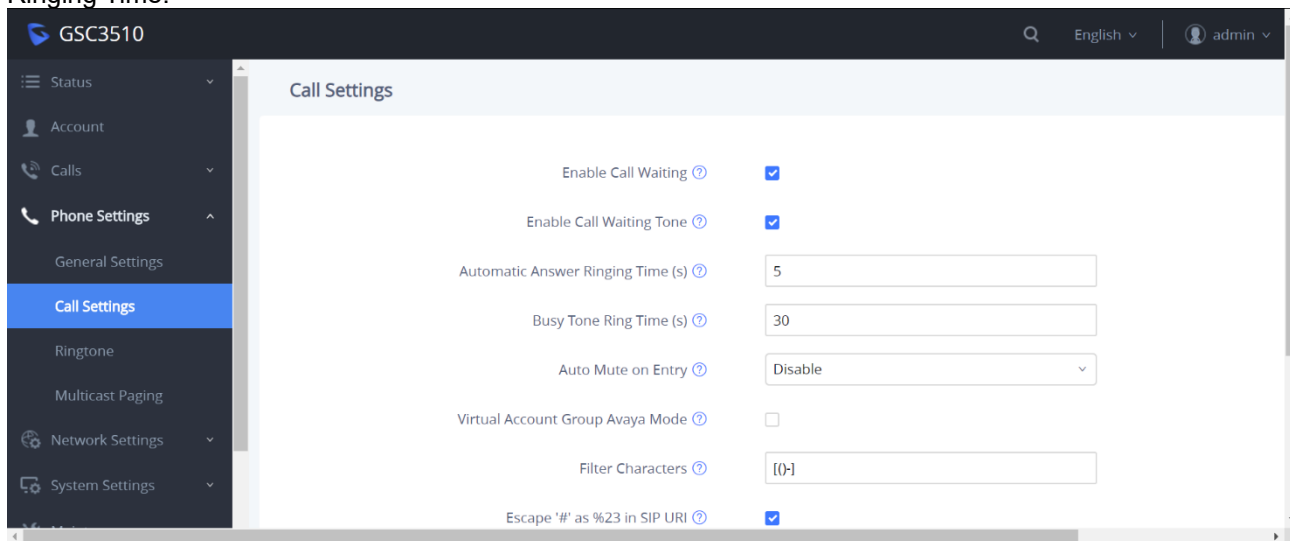 Ringing Time.
GSC3510
English
admin
Status
Account
Calls
Phone Settings
General Settings
Call Settings
Ringtone
Multicast Paging
Network Settings
System Settings
Call Settings
Enable Call Waiting
Enable Call Waiting Tone
Automatic Answer Ringing Time (s)
5
Busy Tone Ring Time (s)
30
Auto Mute on Entry
Disable
Virtual Account Group Avaya Mode
Filter Characters
[()-]
Escape '#' as %23 in SIP URI